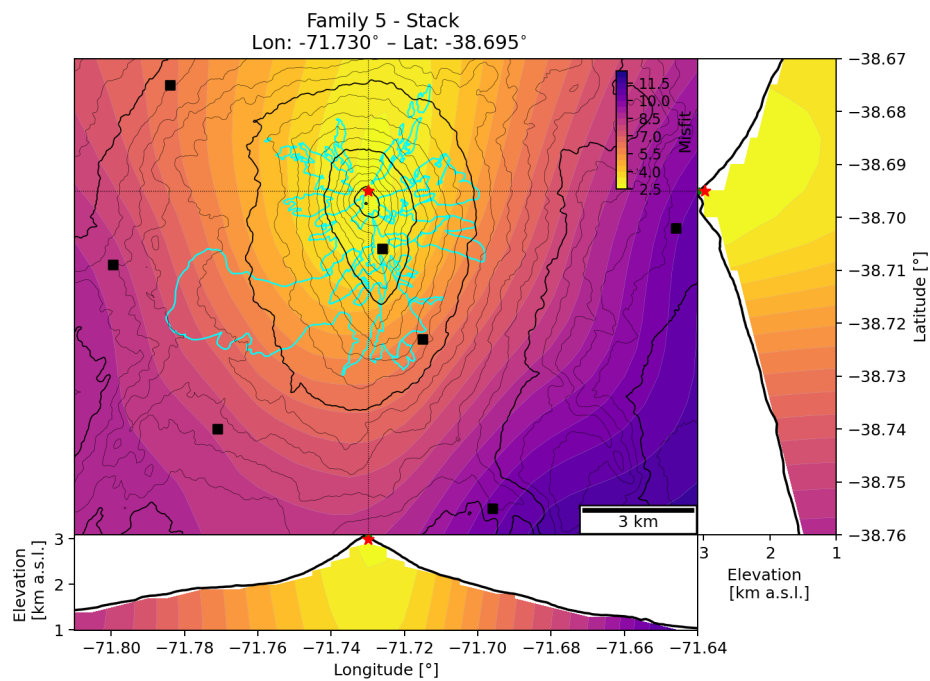 Family 5 - Stack
Lon: -71.730° – Lat: -38.695°
11.5
10.0
8.5
7.0
5.5
4.0
2.5
Misfit
3 km
−38.67
−38.68
−38.69
−38.70
−38.71
−38.72
−38.73
−38.74
−38.75
−38.76
Latitude [°]
3 2 1
Elevation
[km a.s.l.]
3
2
1
Elevation
[km a.s.l.]
−71.80 −71.78 −71.76 −71.74 −71.72 −71.70 −71.68 −71.66 −71.64
Longitude [°]